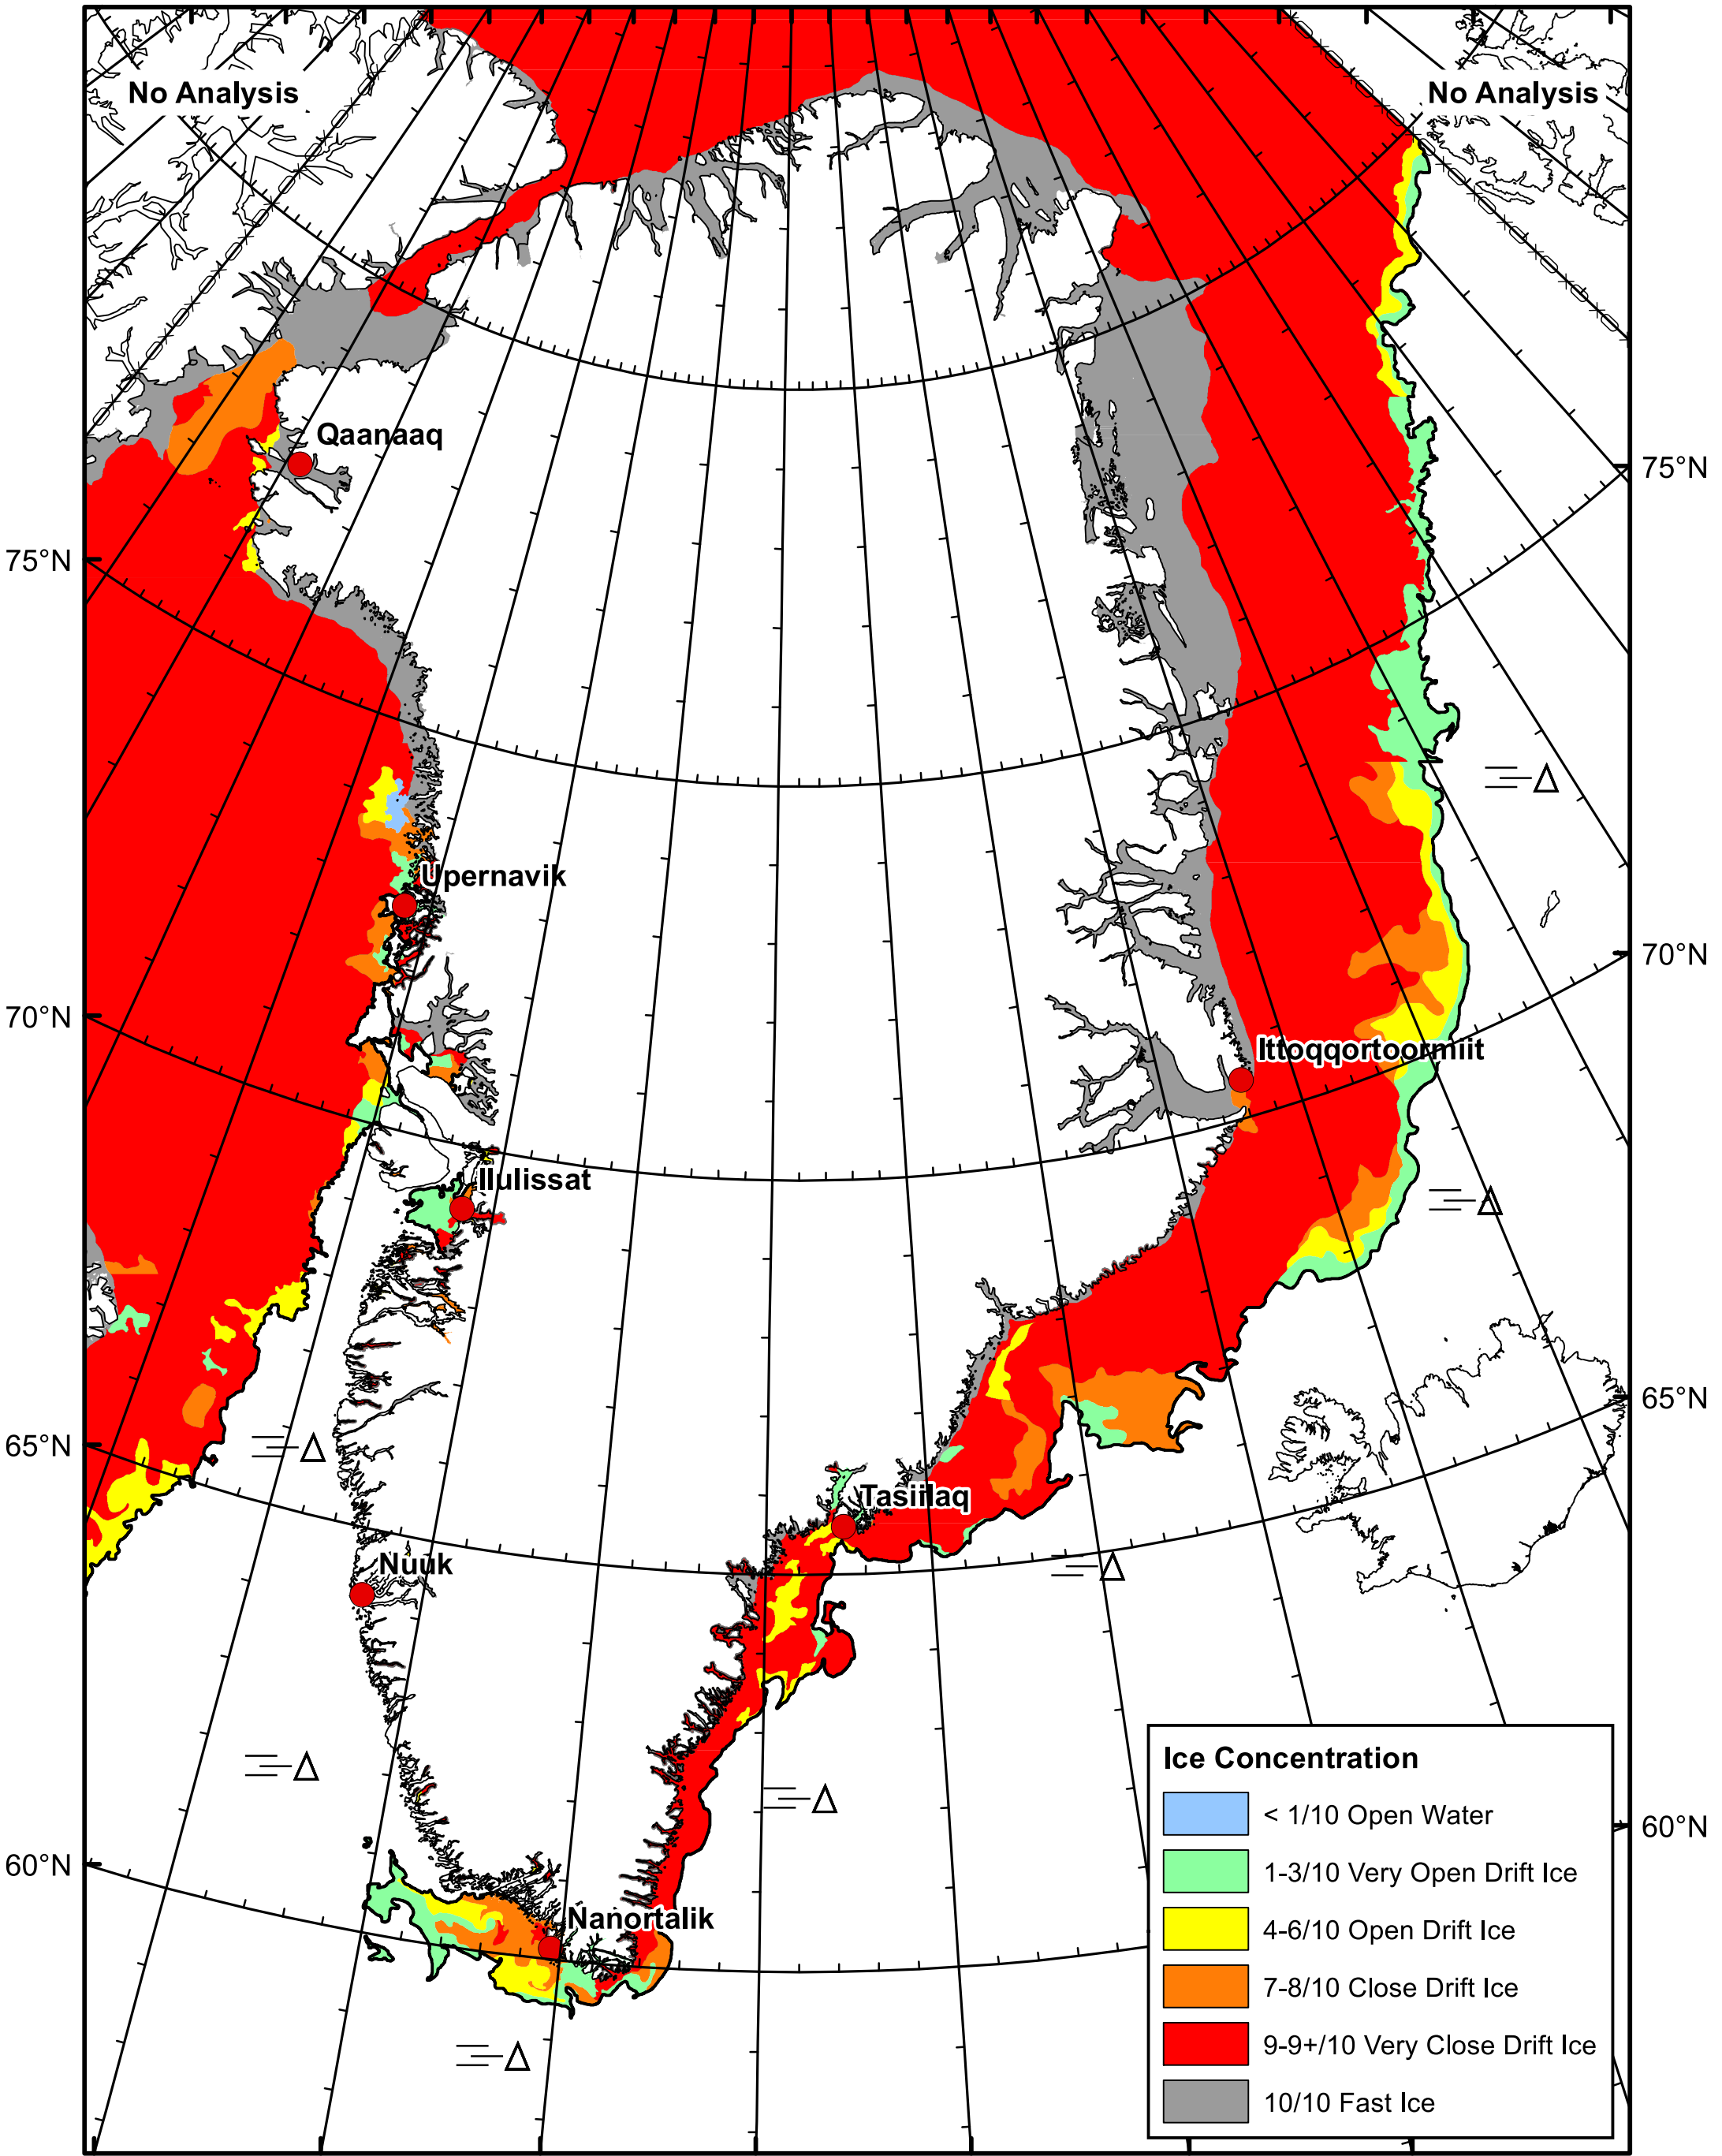 No Analysis
No Analysis
Qaanaaq
75°N
75°N
Upernavik
70°N
70°N
Ittoqqortoormiit
Ilulissat
65°N
65°N
Tasiilaq
Nuuk
60°N
60°N
Nanortalik
Ice Concentration
< 1/10 Open Water
1-3/10 Very Open Drift Ice
4-6/10 Open Drift Ice
7-8/10 Close Drift Ice
9-9+/10 Very Close Drift Ice
10/10 Fast Ice